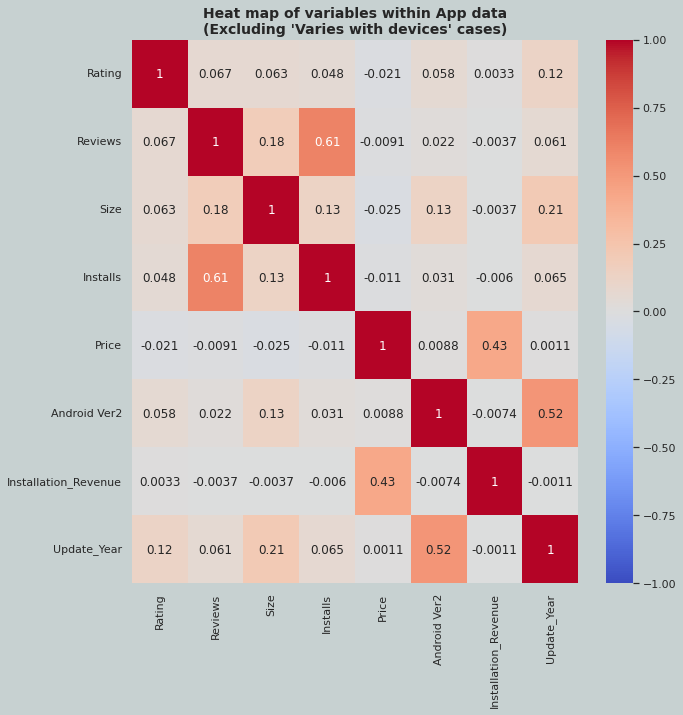 Heat map of variables within App data
(Excluding 'Varies with devices' cases)
Rating 1 0.067 0.063 0.048 -0.021 0.058 0.0033 0.12
Reviews 0.067 1 0.18 0.61 -0.0091 0.022 -0.0037 0.061
Size 0.063 0.18 1 0.13 -0.025 0.13 -0.0037 0.21
Installs 0.048 0.61 0.13 1 -0.011 0.031 -0.006 0.065
Price -0.021 -0.0091 -0.025 -0.011 1 0.0088 0.43 0.0011
Android Ver2 0.058 0.022 0.13 0.031 0.0088 1 -0.0074 0.52
Installation_Revenue 0.0033 -0.0037 -0.0037 -0.006 0.43 -0.0074 1 -0.0011
Update_Year 0.12 0.061 0.21 0.065 0.0011 0.52 -0.0011 1
Rating
Reviews
Size
Installs
Price
Android Ver2
Installation_Revenue
Update_Year
1.00
0.75
0.50
0.25
0.00
−0.25
−0.50
−0.75
−1.00